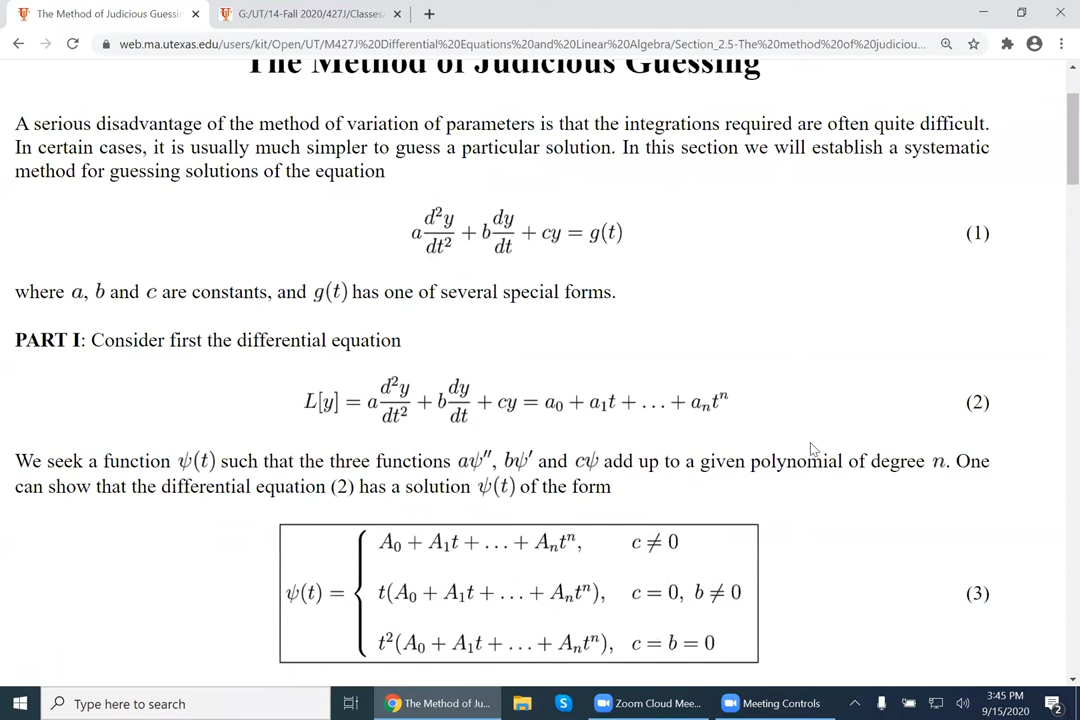 The Method of Judicious Guessin
G:/UT/14-Fall 2020/427J/Classes/
web.ma.utexas.edu/users/kit/Open/UT/M427J%20Differential%20Equations%20and%20Linear%20Algebra/Section_2.5-The%20method%20of%20judiciou...
The Method of Judicious Guessing
A serious disadvantage of the method of variation of parameters is that the integrations required are often quite difficult.
In certain cases, it is usually much simpler to guess a particular solution. In this section we will establish a systematic
method for guessing solutions of the equation
a d²y/dt² + b dy/dt + cy = g(t) (1)
where a, b and c are constants, and g(t) has one of several special forms.
PART I: Consider first the differential equation
L[y] = a d²y/dt² + b dy/dt + cy = a₀ + a₁t + . . . + aₙtⁿ (2)
We seek a function ψ(t) such that the three functions aψ″, bψ′ and cψ add up to a given polynomial of degree n. One
can show that the differential equation (2) has a solution ψ(t) of the form
A₀ + A₁t + . . . + Aₙtⁿ, c ≠ 0
ψ(t) = { t(A₀ + A₁t + . . . + Aₙtⁿ), c = 0, b ≠ 0 (3)
t²(A₀ + A₁t + . . . + Aₙtⁿ), c = b = 0
Type here to search
The Method of Ju...
Zoom Cloud Mee...
Meeting Controls
3:45 PM
9/15/2020
2